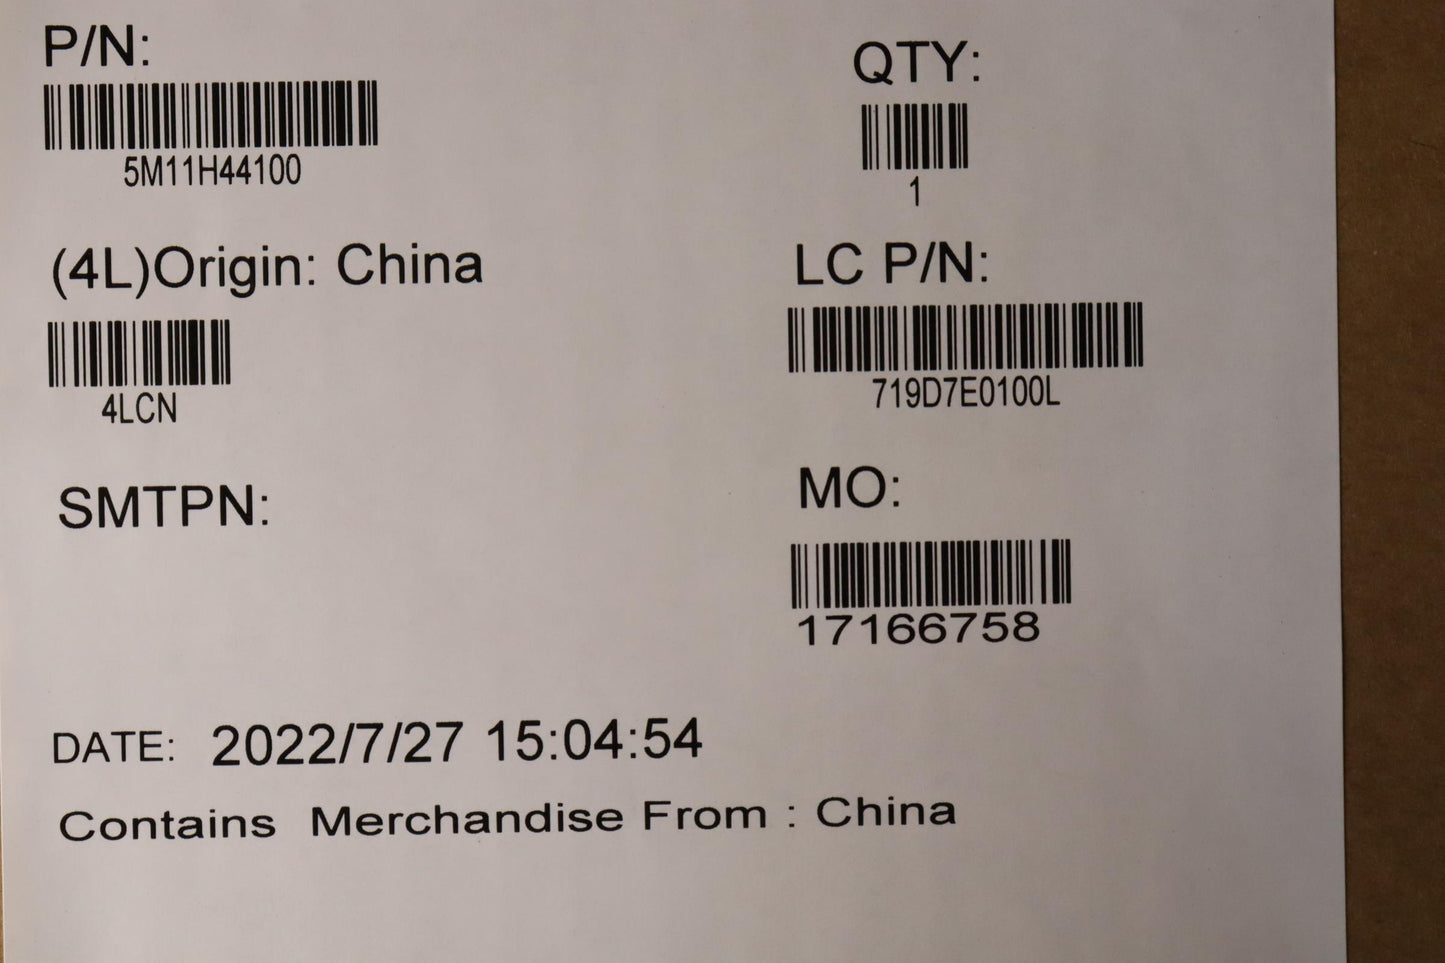 P/N:
5M11H44100
QTY:
1
(4L)Origin: China
4LCN
LC P/N:
719D7E0100L
SMTPN:
MO:
17166758
DATE: 2022/7/27 15:04:54
Contains Merchandise From : China